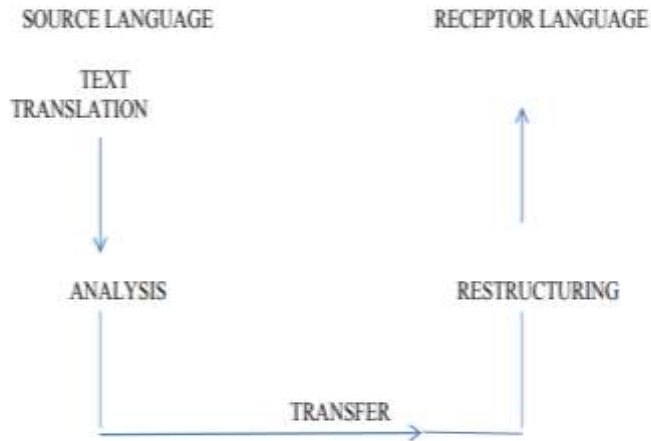 SOURCE LANGUAGE
RECEPTOR LANGUAGE
TEXT
TRANSLATION
ANALYSIS
RESTRUCTURING
TRANSFER